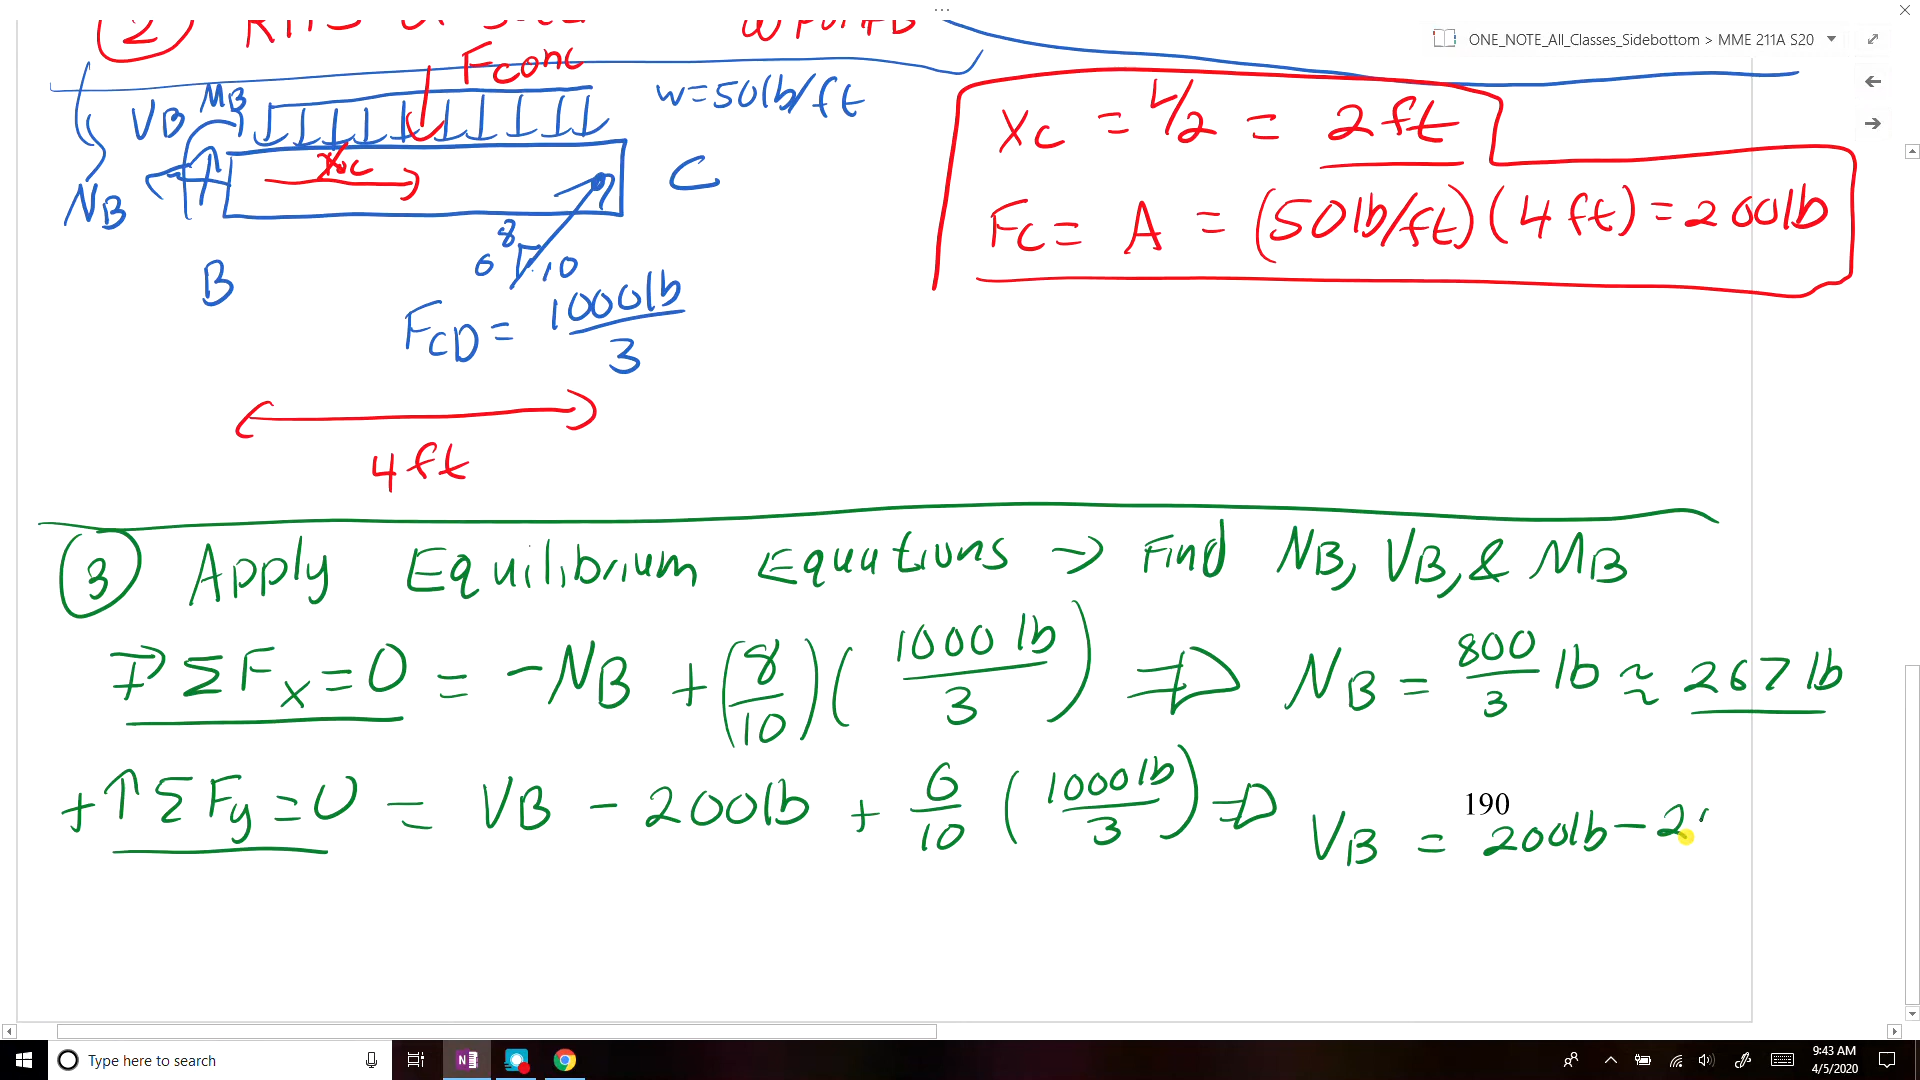 ONE_NOTE_All_Classes_Sidebottom > MME 211A S20
2
Fconc
w=50lb/ft
VB MB
xc
NB
C
B
8
6 10
FCD = 1000lb/3
4ft
xc = L/2 = 2ft
Fc = A = (50lb/ft)(4ft) = 200lb
3 Apply Equilibrium Equations → Find NB, VB, & MB
+→ ΣFx=0 = -NB + (8/10)(1000 lb/3) ⇒ NB = 800/3 lb ≈ 267 lb
+↑ΣFy=0 = VB - 200lb + 6/10 (1000lb/3) ⇒ VB = 200lb - 2
190
Type here to search
9:43 AM
4/5/2020